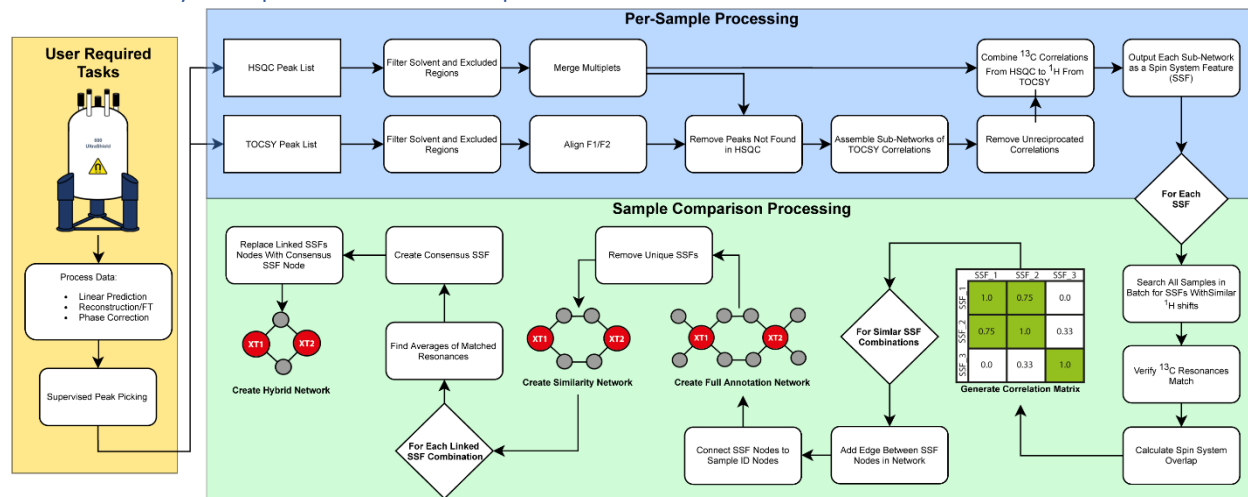 Per-Sample Processing
User Required
Tasks
HSQC Peak List
Filter Solvent and Excluded
Regions
Merge Multiplets
Combine 13C Correlations
From HSQC to 1H From
TOCSY
Output Each Sub-Network
as a Spin System Feature
(SSF)
TOCSY Peak List
Filter Solvent and Excluded
Regions
Align F1/F2
Remove Peaks Not Found
in HSQC
Assemble Sub-Networks of
TOCSY Correlations
Remove Unreciprocated
Correlations
UltraShield
For Each
SSF
Sample Comparison Processing
Process Data:
• Linear Prediction
• Reconstruction/FT
• Phase Correction
Supervised Peak Picking
Replace Linked SSFs
Nodes With Consensus
SSF Node
Create Consensus SSF
Remove Unique SSFs
XT1
XT2
Create Hybrid Network
Find Averages of Matched
Resonances
XT1
XT2
Create Similarity Network
XT1
XT2
Create Full Annotation Network
For Similar SSF
Combinations
SSF_1 SSF_2 SSF_3
SSF_1 1.0 0.75 0.0
SSF_2 0.75 1.0 0.33
SSF_3 0.0 0.33 1.0
Generate Correlation Matrix
Search All Samples in
Batch for SSFs WithSimilar
1H shifts
Verify 13C Resonances
Match
Calculate Spin System
Overlap
For Each Linked
SSF Combination
Connect SSF Nodes to
Sample ID Nodes
Add Edge Between SSF
Nodes in Network